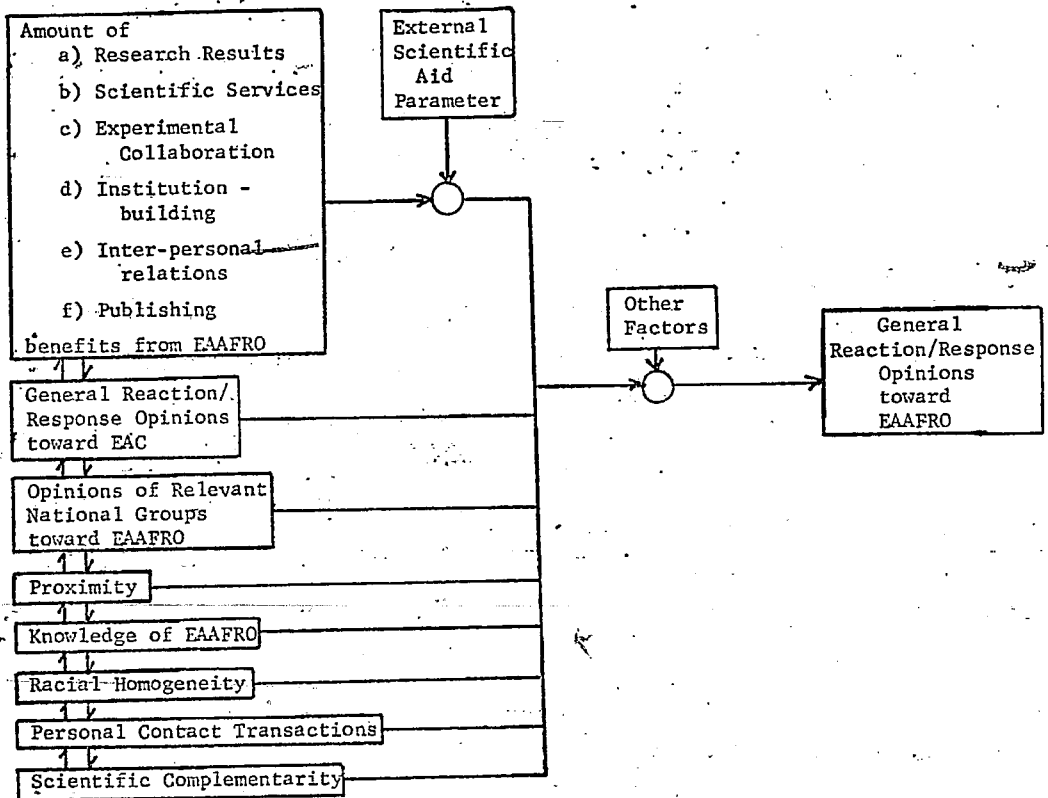 Amount of
a) Research Results
b) Scientific Services
c) Experimental
Collaboration
d) Institution -
building
e) Inter-personal
relations
f) Publishing
benefits from EAAFRO
External
Scientific
Aid
Parameter
General Reaction/
Response Opinions
toward EAC
Opinions of Relevant
National Groups
toward EAAFRO
Proximity
Knowledge of EAAFRO
Racial Homogeneity
Personal Contact Transactions
Scientific Complementarity
Other
Factors
General
Reaction/Response
Opinions
toward
EAAFRO